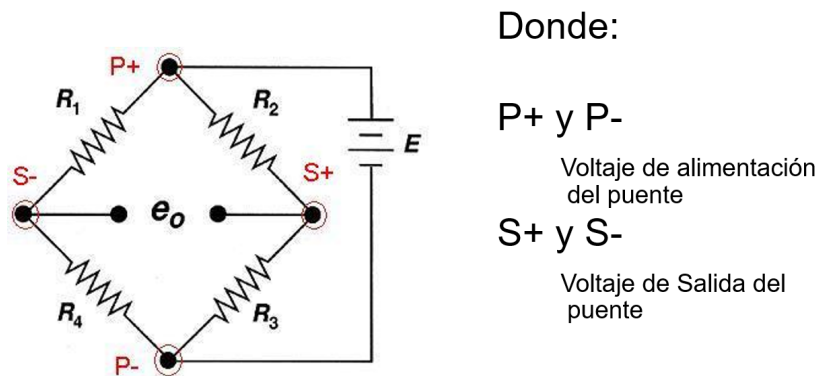 P+
R1
R2
E
S-
S+
eo
R4
R3
P-
Donde:
P+ y P-
Voltaje de alimentación
del puente
S+ y S-
Voltaje de Salida del
puente